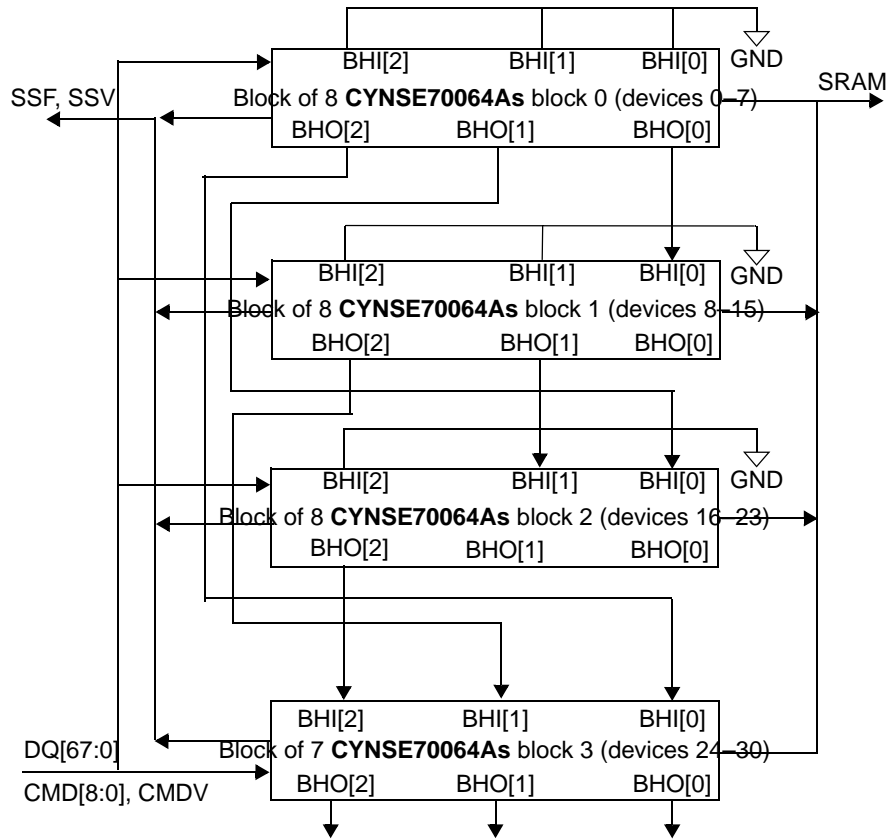 BHI[2] BHI[1] BHI[0] GND
SRAM
SSF, SSV
Block of 8 CYNSE70064As block 0 (devices 0–7)
BHO[2] BHO[1] BHO[0]
BHI[2] BHI[1] BHI[0] GND
Block of 8 CYNSE70064As block 1 (devices 8–15)
BHO[2] BHO[1] BHO[0]
BHI[2] BHI[1] BHI[0] GND
Block of 8 CYNSE70064As block 2 (devices 16–23)
BHO[2] BHO[1] BHO[0]
BHI[2] BHI[1] BHI[0]
DQ[67:0]
Block of 7 CYNSE70064As block 3 (devices 24–30)
BHO[2] BHO[1] BHO[0]
CMD[8:0], CMDV